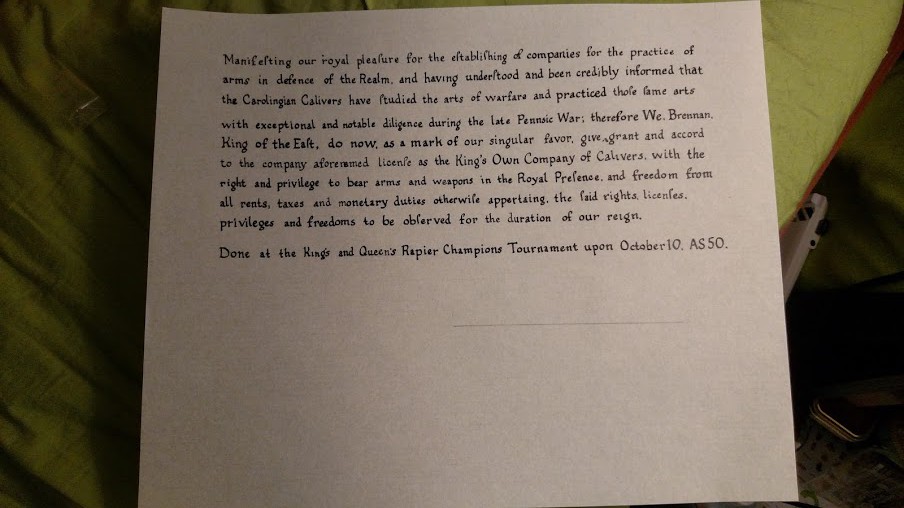 Manifeſting our royal pleaſure for the eſtabliſhing of companies for the practice of
arms in defence of the Realm, and having underſtood and been credibly informed that
the Carolingian Calivers have ſtudied the arts of warfare and practiced thoſe ſame arts
with exceptional and notable diligence during the late Pennsic War; therefore We, Brennan,
King of the Eaſt, do now, as a mark of our singular favor, give, grant and accord
to the company aforenamed licenſe as the King's Own Company of Calivers, with the
right and privilege to bear arms and weapons in the Royal Preſence, and freedom from
all rents, taxes and monetary duties otherwiſe appertaing, the ſaid rights, licenſes,
privileges and freedoms to be obſerved for the duration of our reign.
Done at the King's and Queen's Rapier Champions Tournament upon October 10, AS 50.